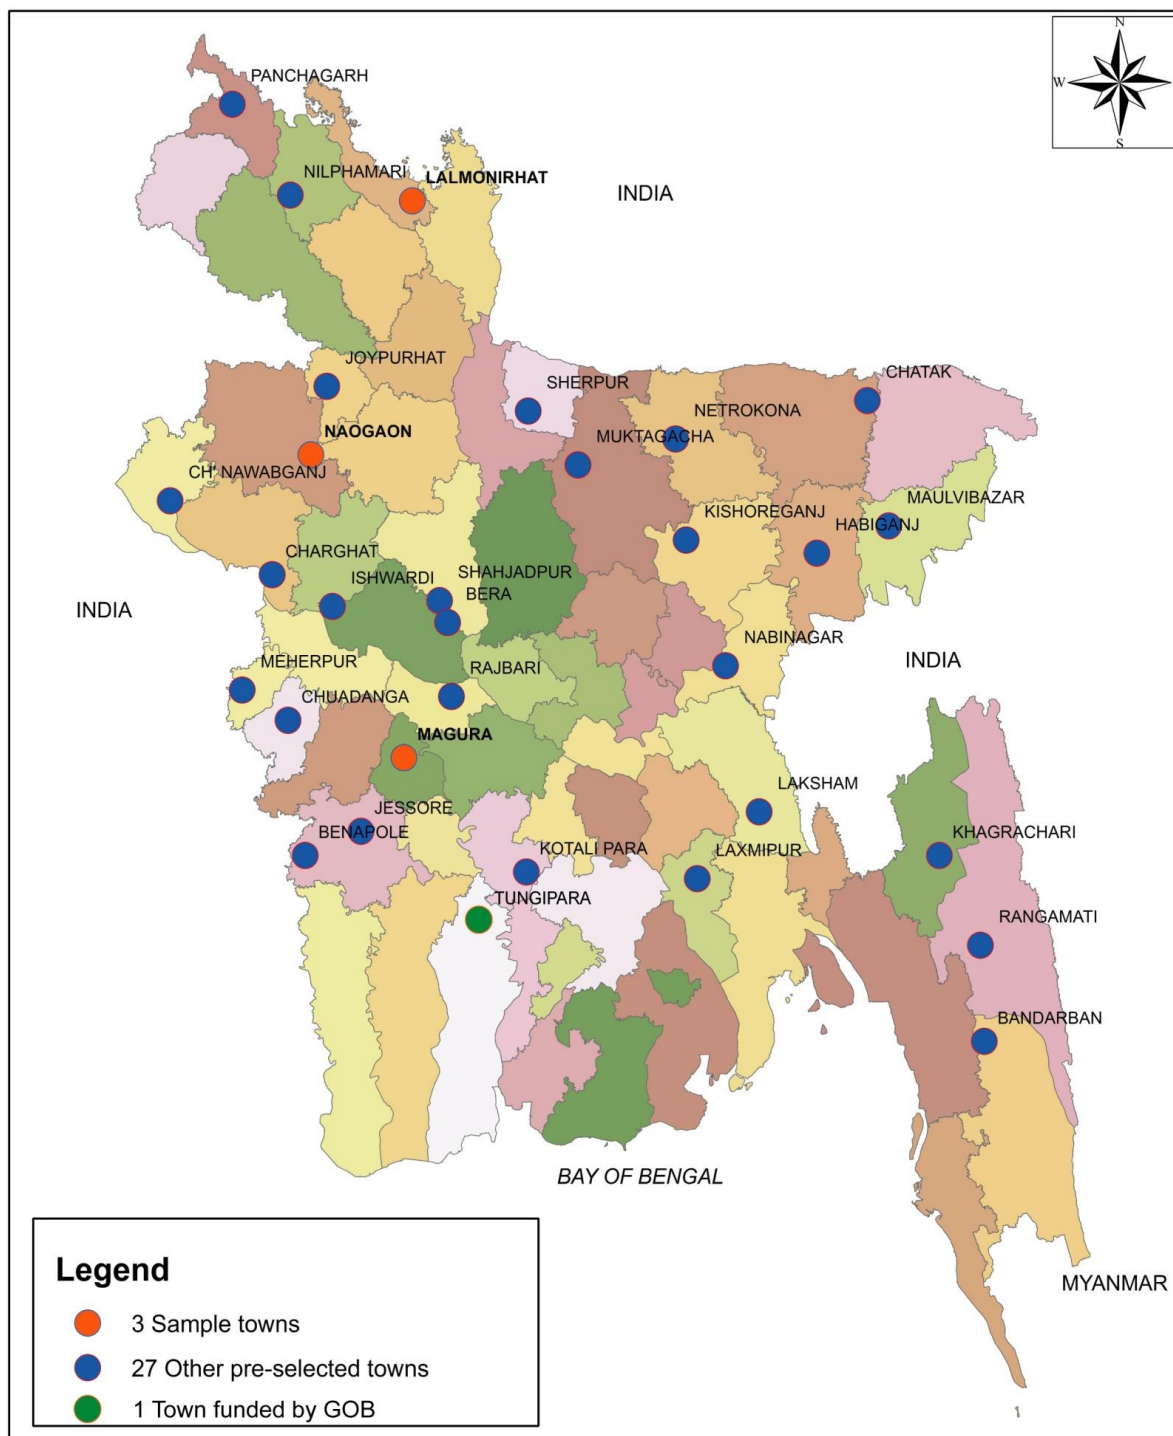 N
W
S
PANCHAGARH
NILPHAMARI
LALMONIRHAT
INDIA
JOYPURHAT
SHERPUR
CHATAK
NETROKONA
NAOGAON
MUKTAGACHA
CH' NAWABGANJ
MAULVIBAZAR
KISHOREGANJ
HABIGANJ
CHARGHAT
ISHWARDI
SHAHJADPUR
BERA
INDIA
NABINAGAR
MEHERPUR
RAJBARI
INDIA
CHUADANGA
MAGURA
LAKSHAM
JESSORE
BENAPOLE
KHAGRACHARI
KOTALI PARA
LAXMIPUR
TUNGIPARA
RANGAMATI
BANDARBAN
BAY OF BENGAL
MYANMAR
Legend
3 Sample towns
27 Other pre-selected towns
1 Town funded by GOB